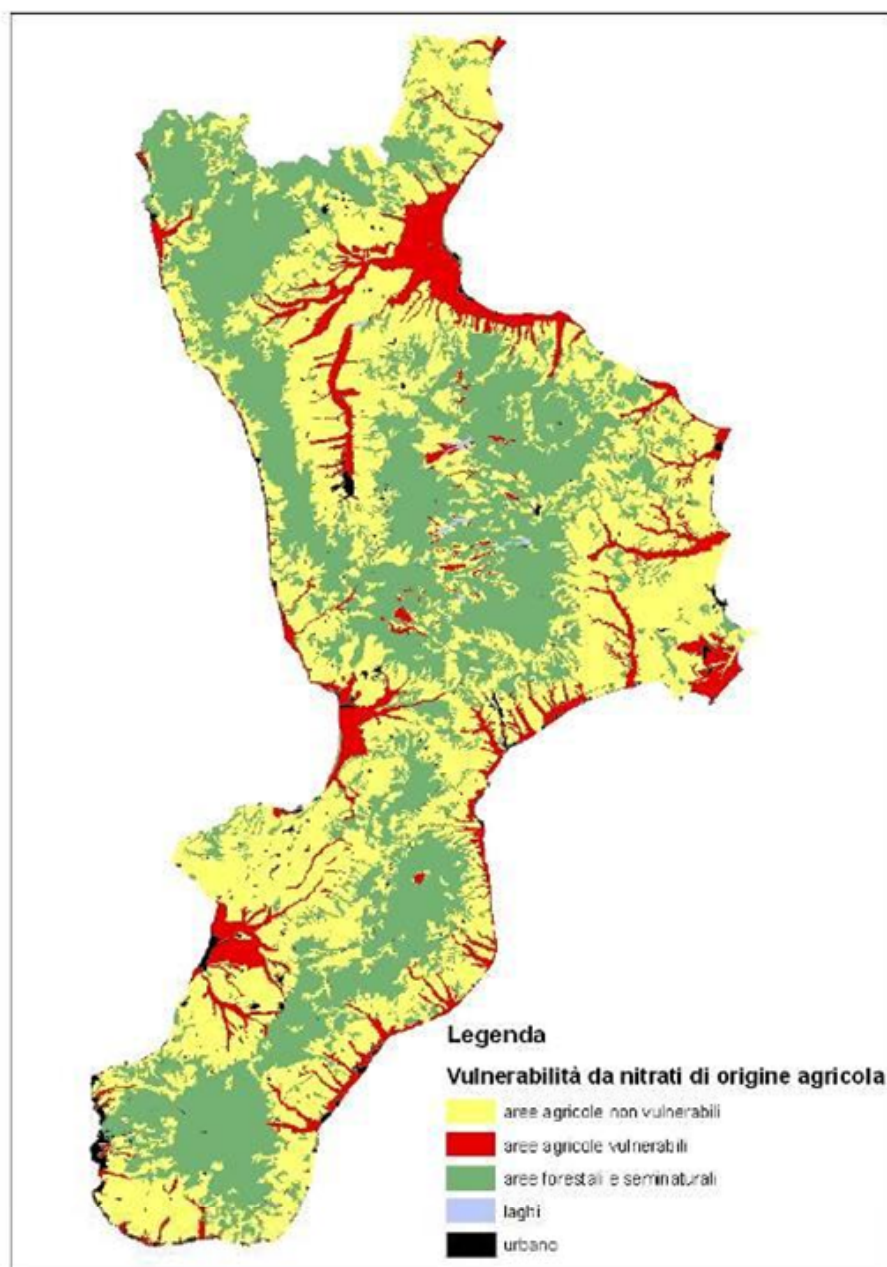 Legenda
Vulnerabilità da nitrati di origine agricola
aree agricole non vulnerabili
aree agricole vulnerabili
aree forestali e seminaturali
laghi
urbano